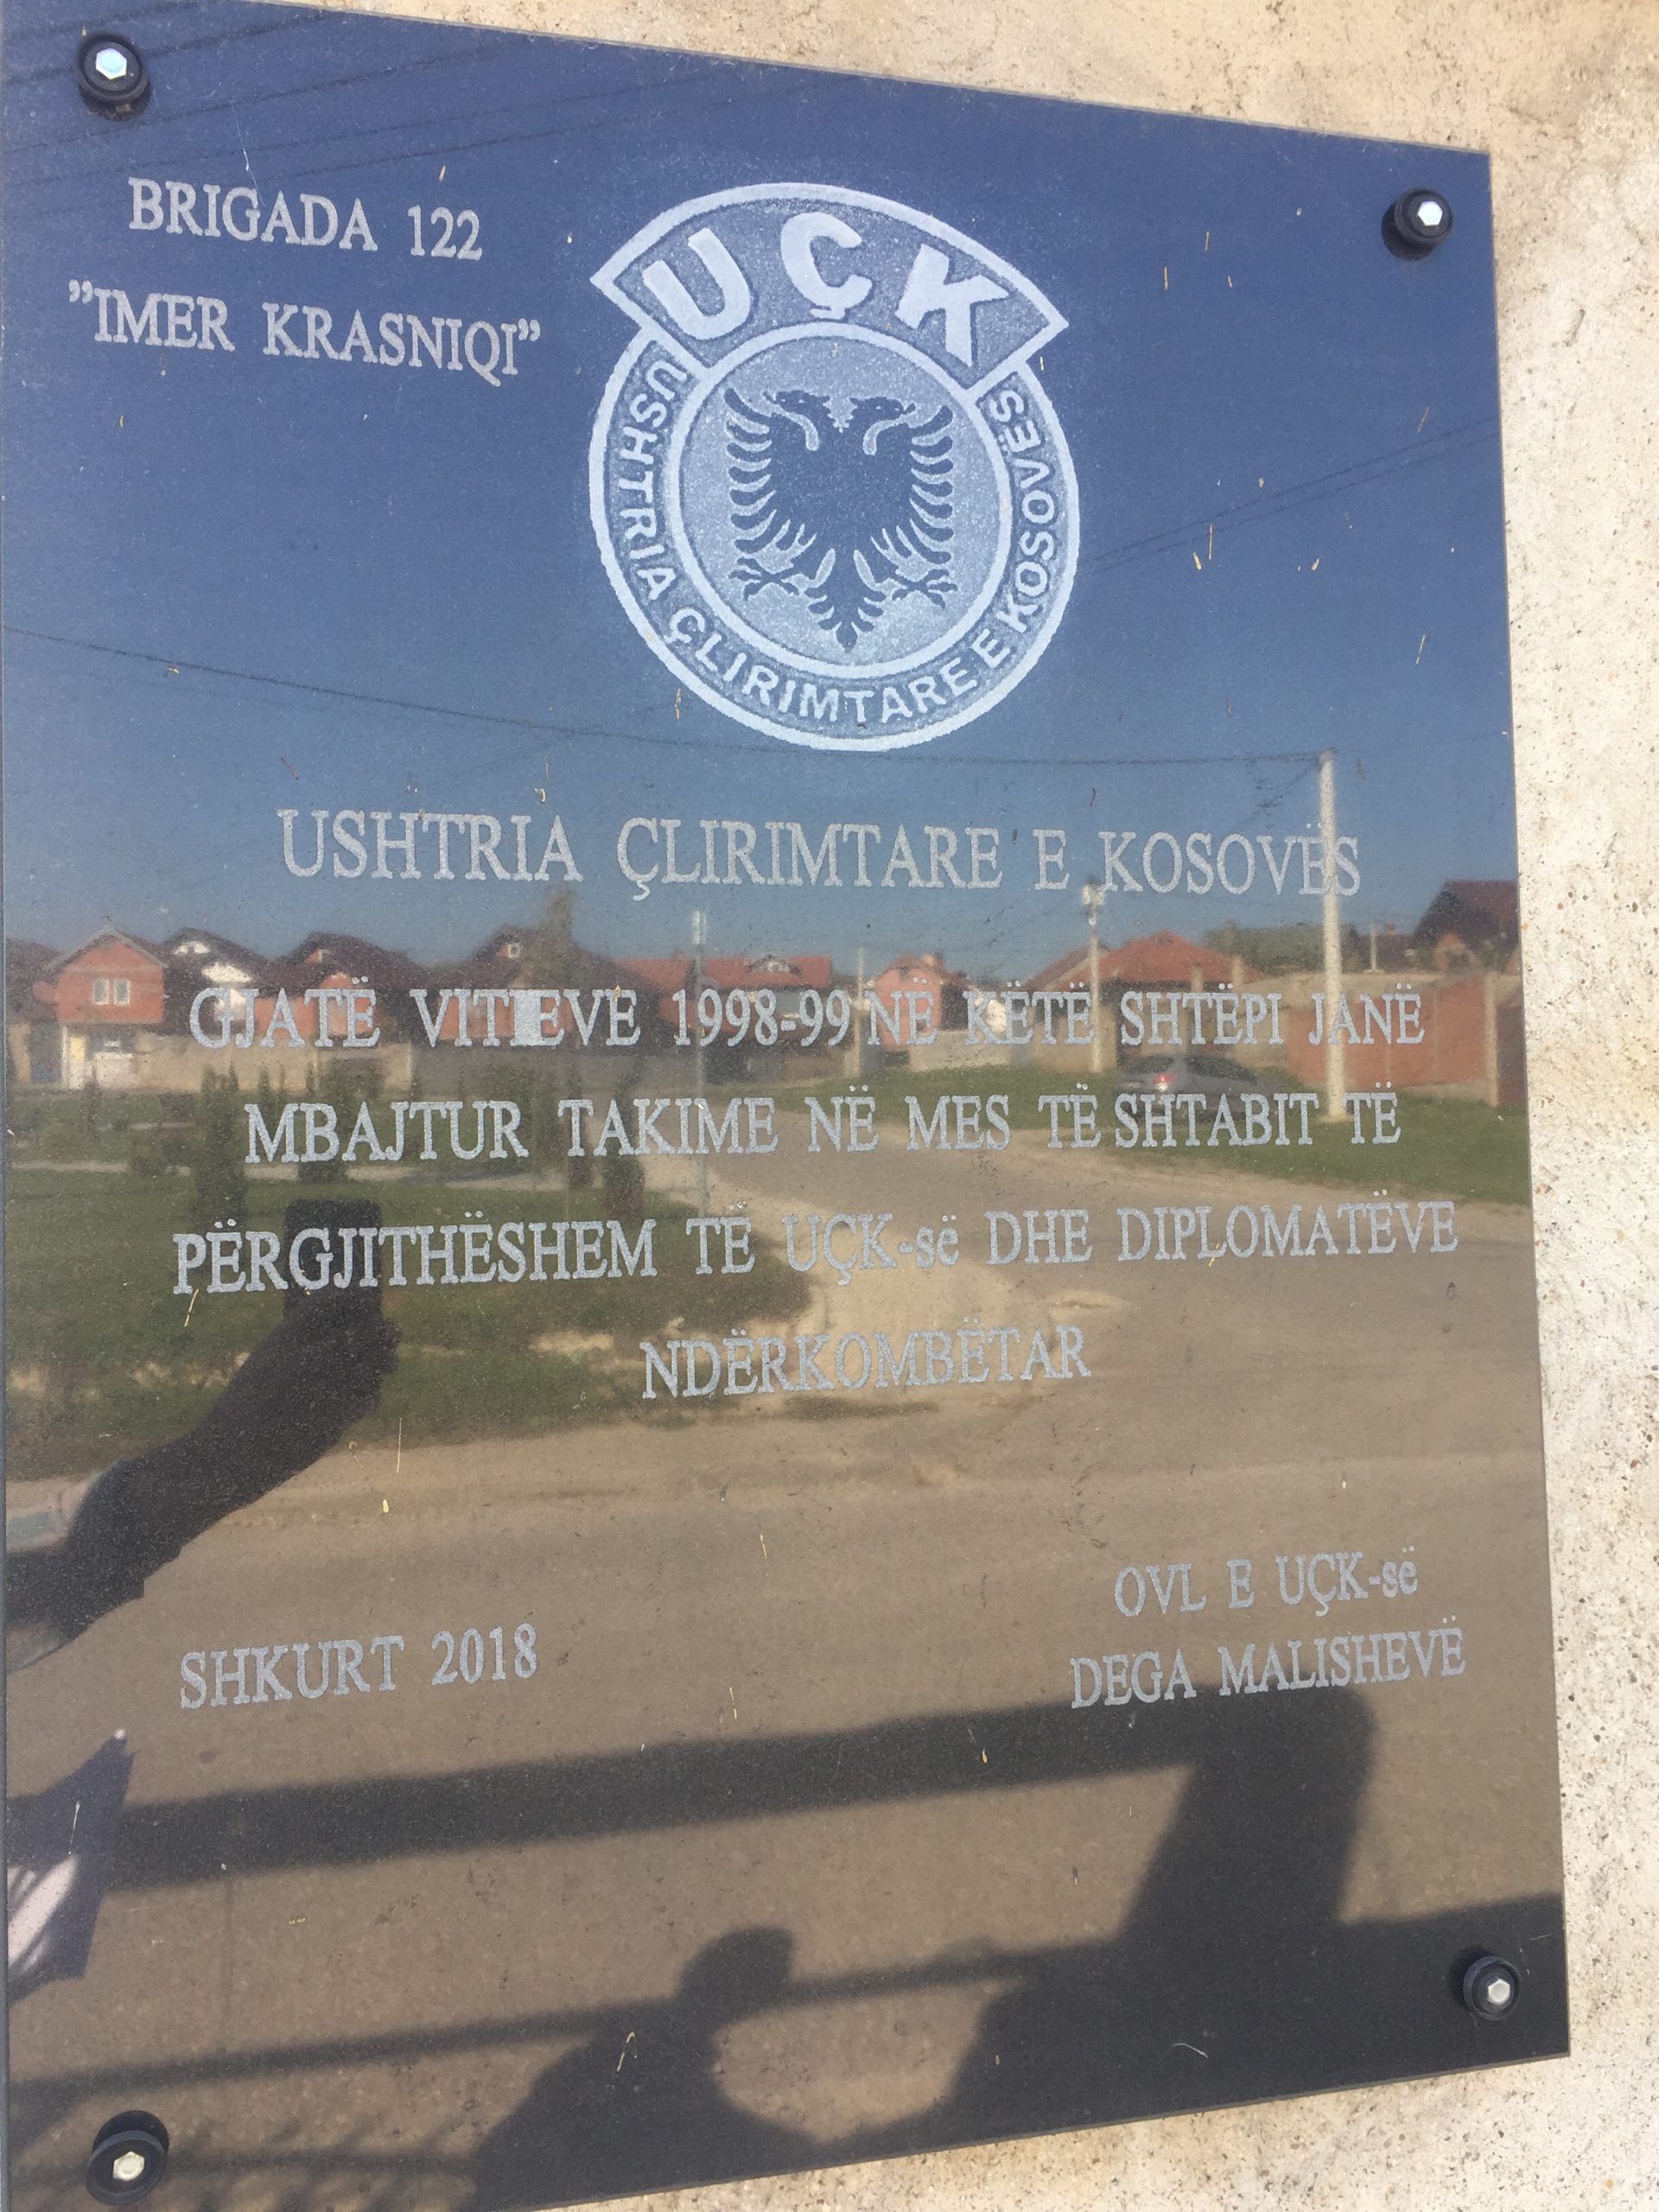 BRIGADA 122
”IMER KRASNIQI”
UÇK
USHTRIA ÇLIRIMTARE E KOSOVËS
USHTRIA ÇLIRIMTARE E KOSOVËS
GJATË VITEVE 1998-99 NË KËTË SHTËPI JANË
MBAJTUR TAKIME NË MES TË SHTABIT TË
PËRGJITHËSHEM TË UÇK-së DHE DIPLOMATËVE
NDËRKOMBËTAR
SHKURT 2018
OVL E UÇK-së
DEGA MALISHEVË